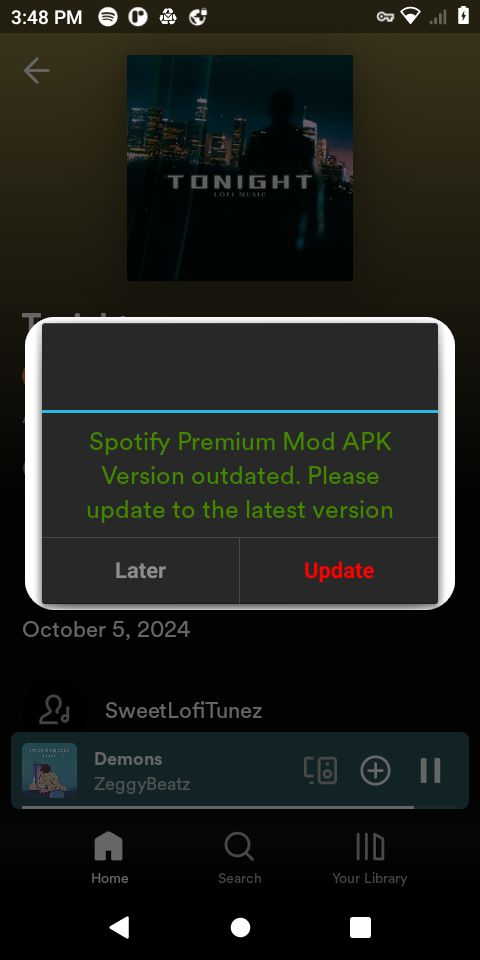 3:48 PM
TONIGHT
LOFI MUSIC
Spotify Premium Mod APK
Version outdated. Please
update to the latest version
Later
Update
October 5, 2024
SweetLofiTunez
Demons
ZeggyBeatz
Home
Search
Your Library